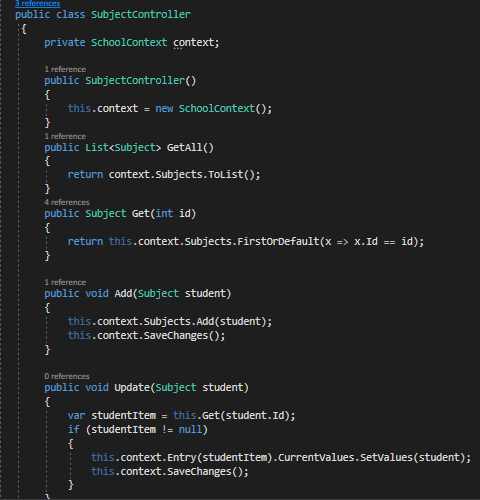 3 references
public class SubjectController
{
private SchoolContext context;
1 reference
public SubjectController()
{
this.context = new SchoolContext();
}
1 reference
public List<Subject> GetAll()
{
return context.Subjects.ToList();
}
4 references
public Subject Get(int id)
{
return this.context.Subjects.FirstOrDefault(x => x.Id == id);
}
1 reference
public void Add(Subject student)
{
this.context.Subjects.Add(student);
this.context.SaveChanges();
}
0 references
public void Update(Subject student)
{
var studentItem = this.Get(student.Id);
if (studentItem != null)
{
this.context.Entry(studentItem).CurrentValues.SetValues(student);
this.context.SaveChanges();
}
}